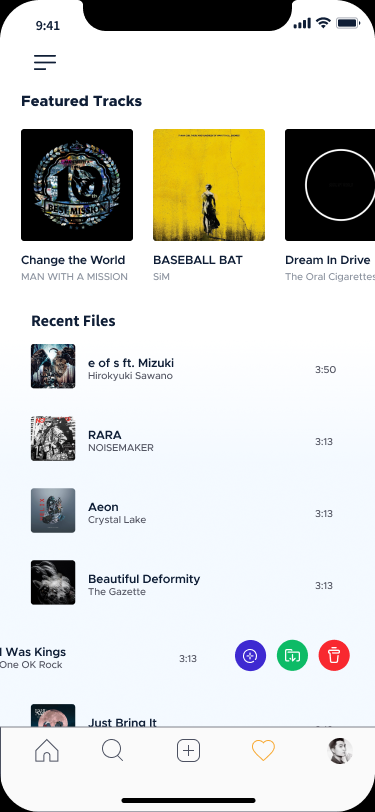 9:41
Featured Tracks
BEST MISSION
Change the World
MAN WITH A MISSION
BASEBALL BAT
SiM
Dream In Drive
The Oral Cigarettes
Recent Files
e of s ft. Mizuki
Hirokyuki Sawano
3:50
RARA
NOISEMAKER
3:13
Aeon
Crystal Lake
3:13
Beautiful Deformity
The Gazette
3:13
I Was Kings
One OK Rock
3:13
Just Bring It